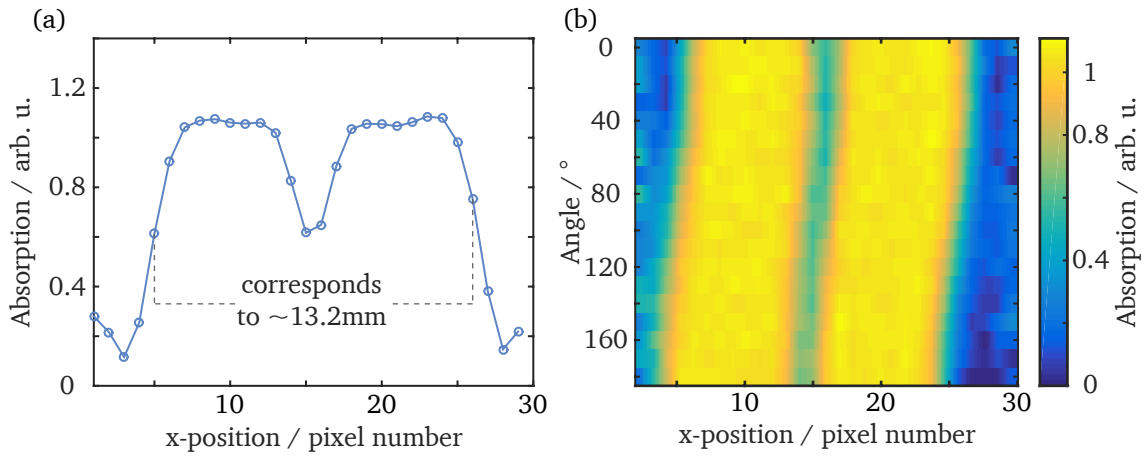 (a)
Absorption / arb. u.
1.2
0.8
0.4
0
corresponds
to ~13.2mm
10
20
30
x-position / pixel number
(b)
Angle / °
0
40
80
120
160
10
20
30
x-position / pixel number
1
0.8
0.4
0
Absorption / arb. u.